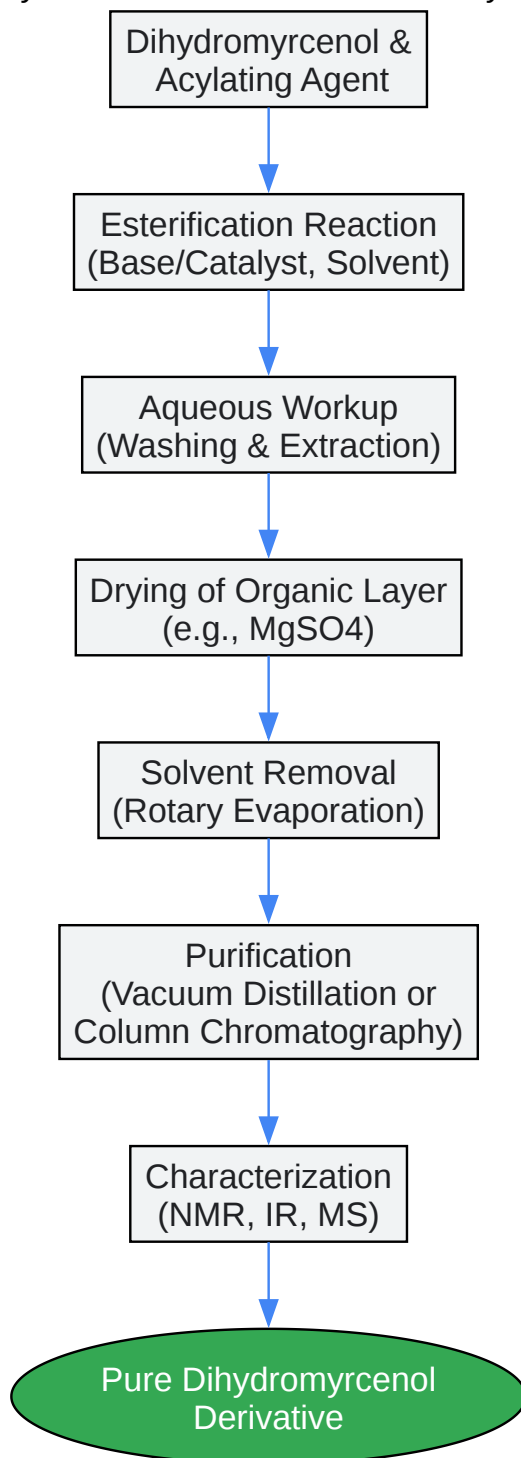 Dihydromyrcenol &
Acylating Agent
Esterification Reaction
(Base/Catalyst, Solvent)
Aqueous Workup
(Washing & Extraction)
Drying of Organic Layer
(e.g., MgSO4)
Solvent Removal
(Rotary Evaporation)
Purification
(Vacuum Distillation or
Column Chromatography)
Characterization
(NMR, IR, MS)
Pure Dihydromyrcenol
Derivative